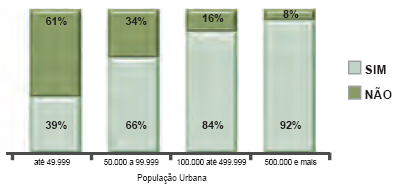 61%
34%
16%
8%
SIM
NÃO
39%
66%
84%
92%
até 49.999
50.000 a 99.999
100.000 até 499.999
500.000 e mais
População Urbana